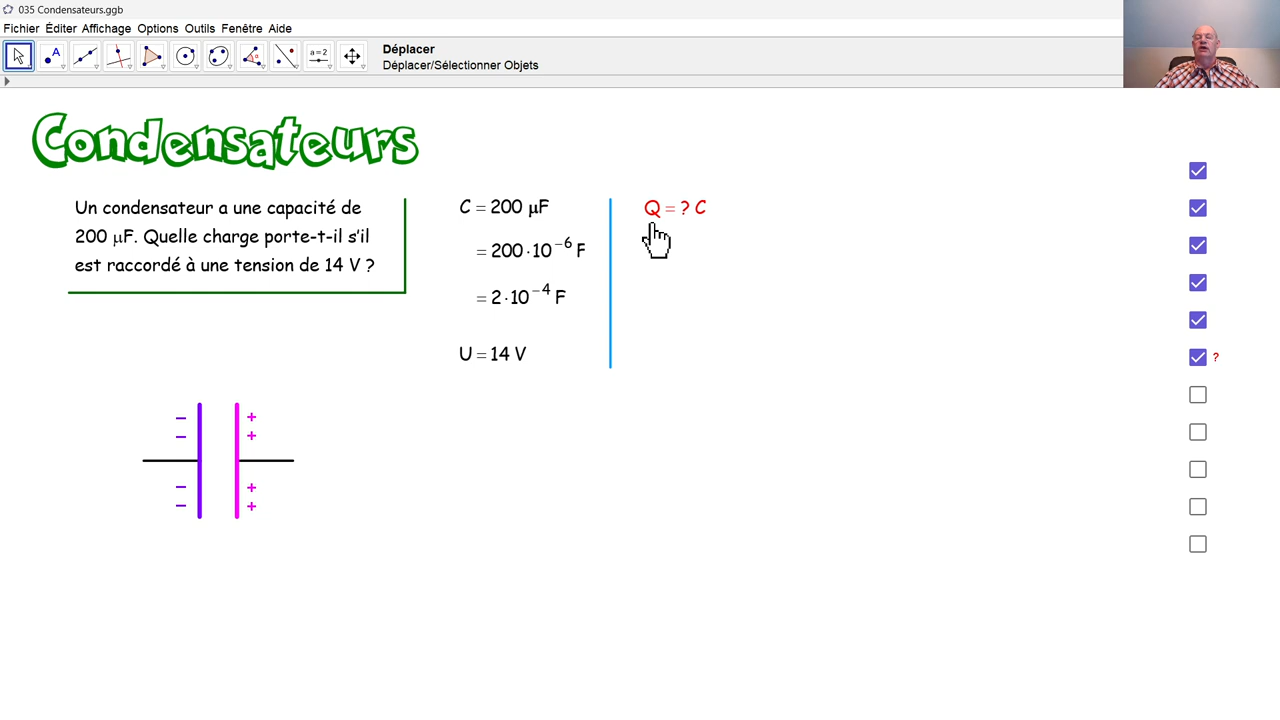 035 Condensateurs.ggb
Fichier Éditer Affichage Options Outils Fenêtre Aide
A
a=2
Déplacer
Déplacer/Sélectionner Objets
Condensateurs
Un condensateur a une capacité de
200 μF. Quelle charge porte-t-il s'il
est raccordé à une tension de 14 V ?
C = 200 μF
= 200·10⁻⁶ F
= 2·10⁻⁴ F
U = 14 V
Q = ? C
?
− +
− +
− +
− +